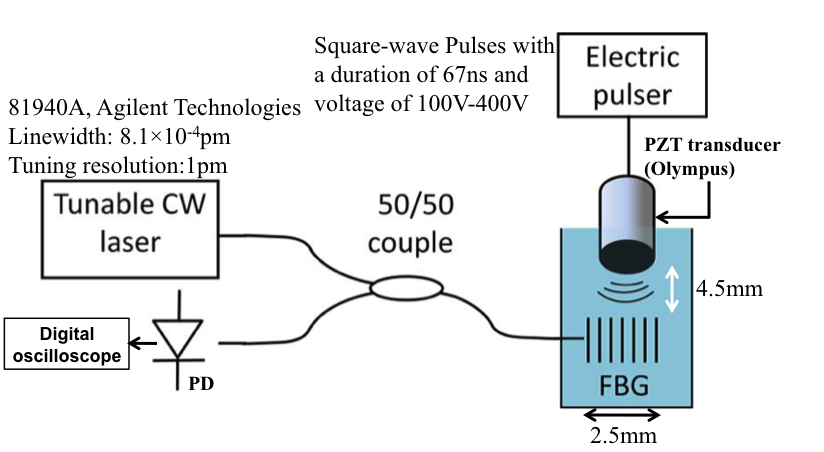 Square-wave Pulses with
a duration of 67ns and
voltage of 100V-400V
Electric
pulser
81940A, Agilent Technologies
Linewidth: 8.1×10⁻⁴pm
Tuning resolution:1pm
PZT transducer
(Olympus)
Tunable CW
laser
50/50
couple
4.5mm
Digital
oscilloscope
PD
FBG
2.5mm